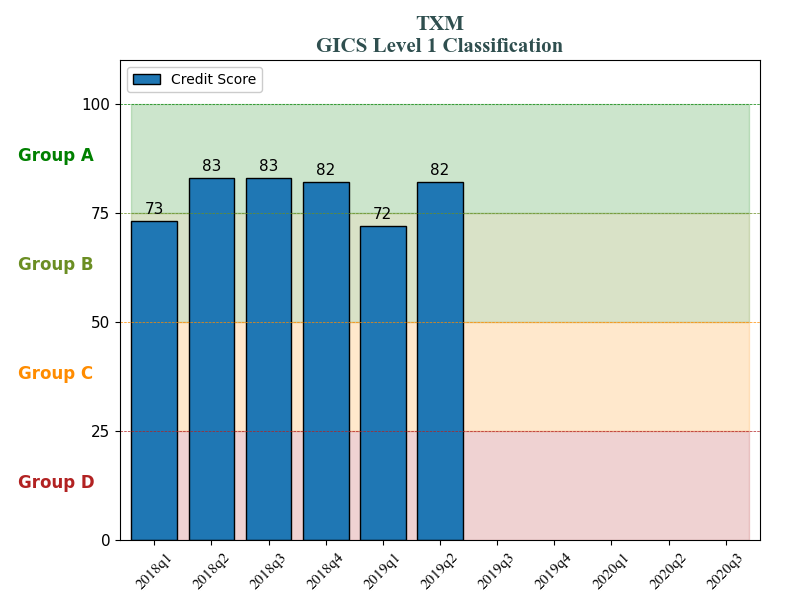 TXM
GICS Level 1 Classification
Credit Score
100
Group A
83
83
82
82
73
72
75
Group B
50
Group C
25
Group D
0
2018q1
2018q2
2018q3
2018q4
2019q1
2019q2
2019q3
2019q4
2020q1
2020q2
2020q3